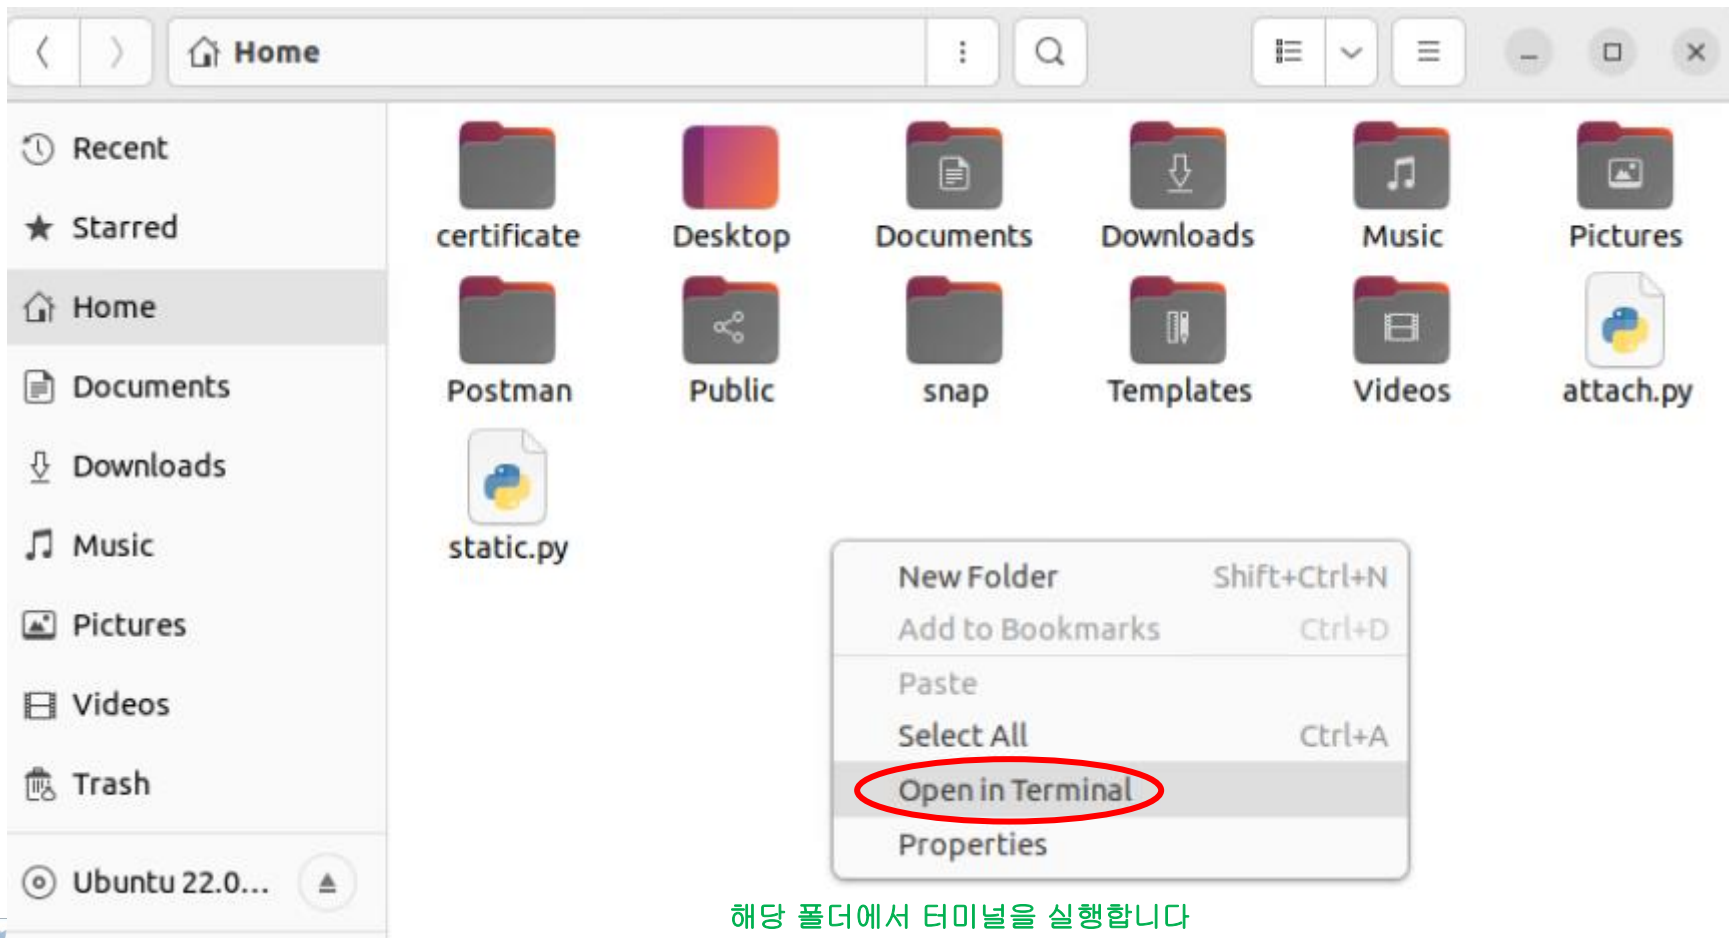 Home
Recent
Starred
Home
Documents
Downloads
Music
Pictures
Videos
Trash
Ubuntu 22.0...
certificate Desktop Documents Downloads Music Pictures
Postman Public snap Templates Videos attach.py
static.py
New Folder Shift+Ctrl+N
Add to Bookmarks Ctrl+D
Paste
Select All Ctrl+A
Open in Terminal
Properties
해당 폴더에서 터미널을 실행합니다